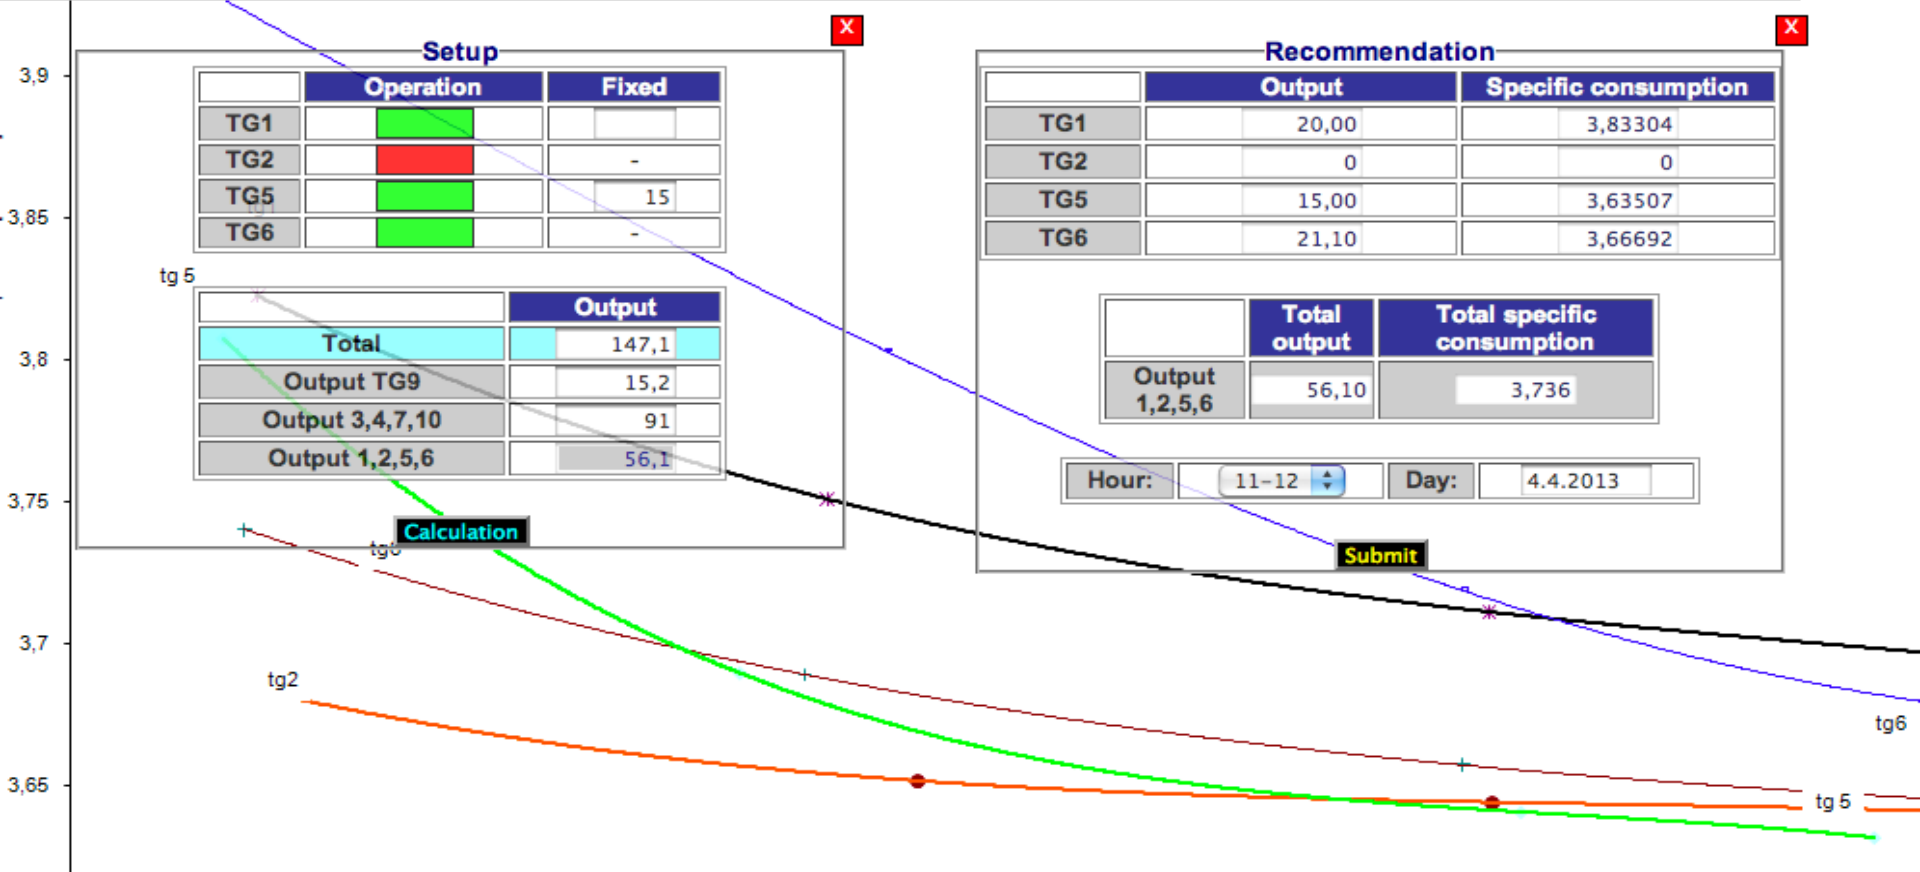 X
X
Setup
Recommendation
3,9
Operation Fixed
Output Specific consumption
TG1
TG1 20,00 3,83304
TG2 -
TG2 0 0
TG5 15
TG5 15,00 3,63507
tg1
3,85
TG6 -
TG6 21,10 3,66692
tg 5
Output
Total output Total specific consumption
3,8
Total 147,1
Output TG9 15,2
Output 1,2,5,6 56,10 3,736
Output 3,4,7,10 91
Output 1,2,5,6 56,1
Hour: 11-12 Day: 4.4.2013
3,75
Calculation
tg6
Submit
3,7
tg2
tg6
3,65
tg 5